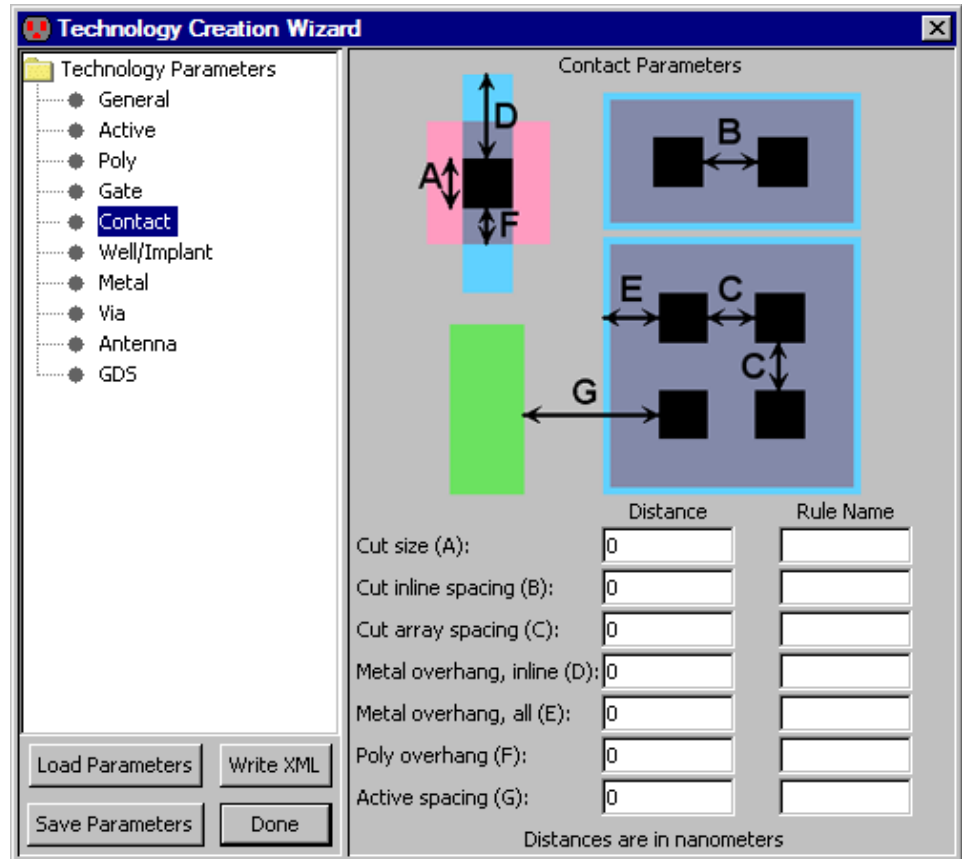 Technology Creation Wizard
Technology Parameters
General
Active
Poly
Gate
Contact
Well/Implant
Metal
Via
Antenna
GDS
Load Parameters
Write XML
Save Parameters
Done
Contact Parameters
D
A
F
B
E
C
C
G
Distance Rule Name
Cut size (A): 0
Cut inline spacing (B): 0
Cut array spacing (C): 0
Metal overhang, inline (D): 0
Metal overhang, all (E): 0
Poly overhang (F): 0
Active spacing (G): 0
Distances are in nanometers